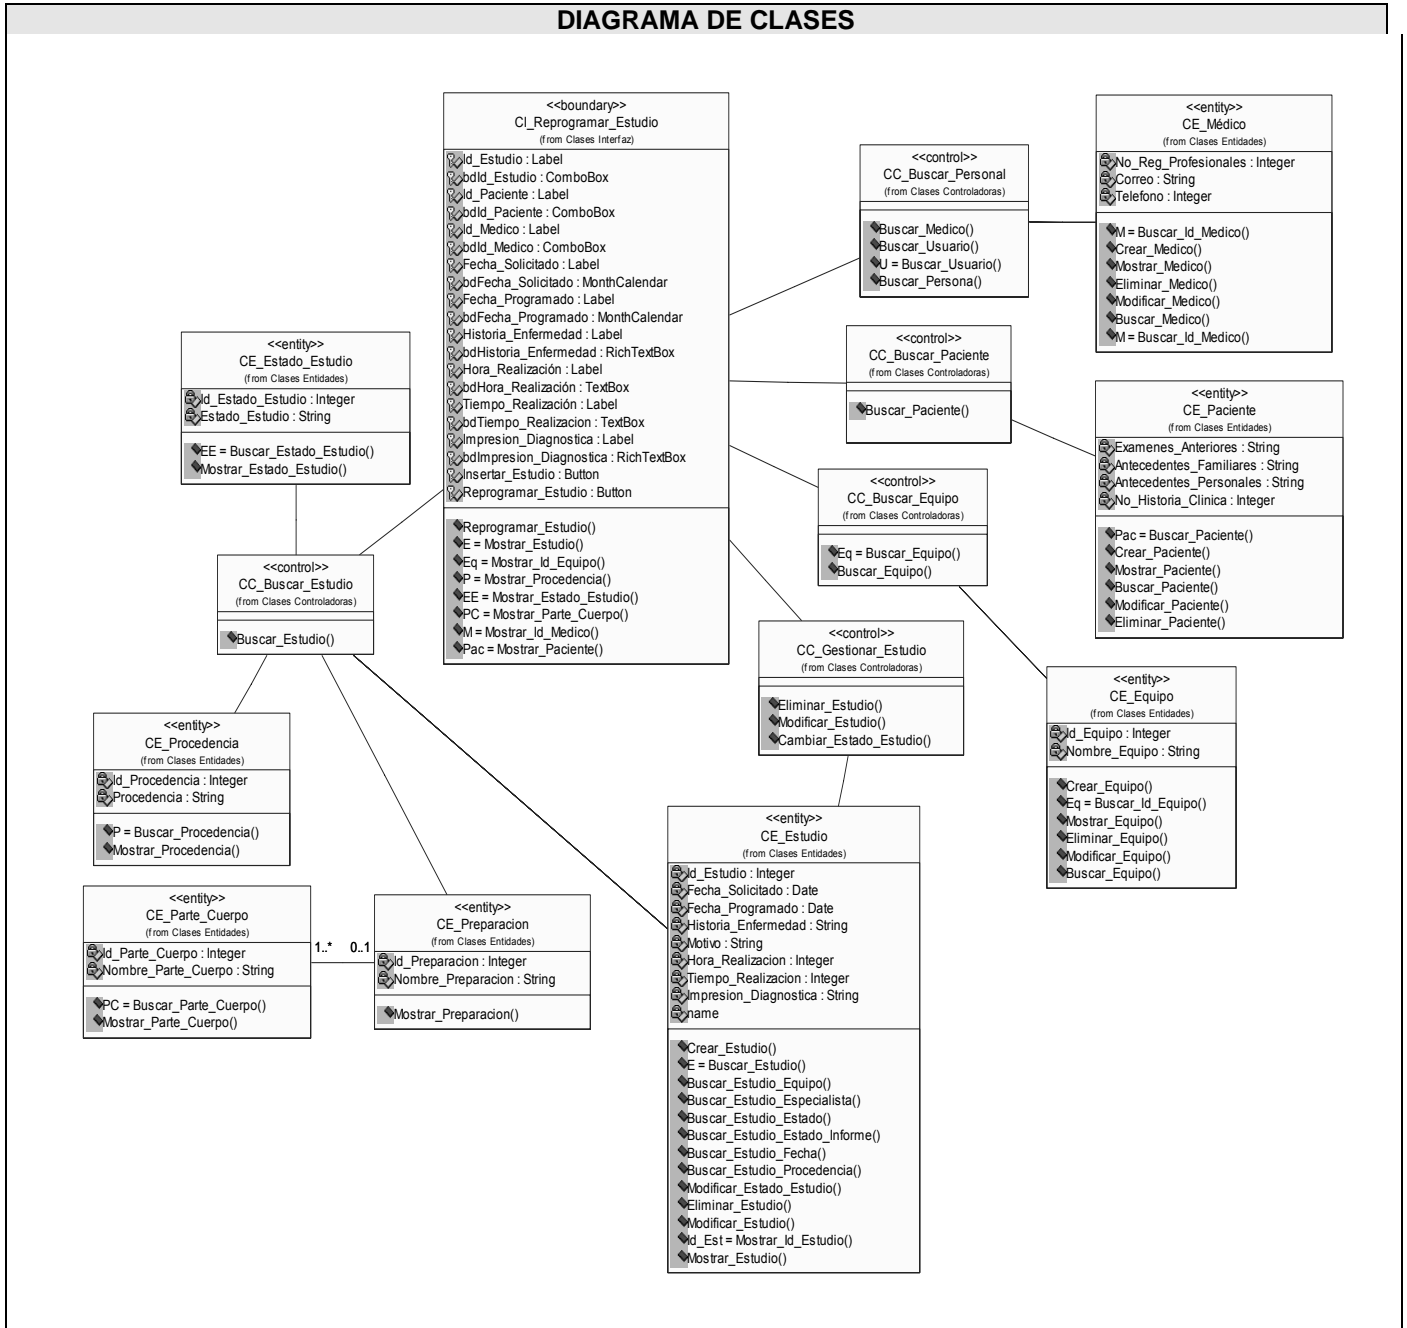 DIAGRAMA DE CLASES
<<boundary>>
CI_Reprogramar_Estudio
(from Clases Interfaz)
Id_Estudio : Label
bdId_Estudio : ComboBox
Id_Paciente : Label
bdId_Paciente : ComboBox
Id_Medico : Label
bdId_Medico : ComboBox
Fecha_Solicitado : Label
bdFecha_Solicitado : MonthCalendar
Fecha_Programado : Label
bdFecha_Programado : MonthCalendar
Historia_Enfermedad : Label
bdHistoria_Enfermedad : RichTextBox
Hora_Realización : Label
bdHora_Realización : TextBox
Tiempo_Realización : Label
bdTiempo_Realizacion : TextBox
Impresion_Diagnostica : Label
bdImpresion_Diagnostica : RichTextBox
Insertar_Estudio : Button
Reprogramar_Estudio : Button
Reprogramar_Estudio()
E = Mostrar_Estudio()
Eq = Mostrar_Id_Equipo()
P = Mostrar_Procedencia()
EE = Mostrar_Estado_Estudio()
PC = Mostrar_Parte_Cuerpo()
M = Mostrar_Id_Medico()
Pac = Mostrar_Paciente()
<<control>>
CC_Buscar_Personal
(from Clases Controladoras)
Buscar_Medico()
Buscar_Usuario()
U = Buscar_Usuario()
Buscar_Persona()
<<entity>>
CE_Médico
(from Clases Entidades)
No_Reg_Profesionales : Integer
Correo : String
Telefono : Integer
M = Buscar_Id_Medico()
Crear_Medico()
Mostrar_Medico()
Eliminar_Medico()
Modificar_Medico()
Buscar_Medico()
M = Buscar_Id_Medico()
<<entity>>
CE_Estado_Estudio
(from Clases Entidades)
Id_Estado_Estudio : Integer
Estado_Estudio : String
EE = Buscar_Estado_Estudio()
Mostrar_Estado_Estudio()
<<control>>
CC_Buscar_Paciente
(from Clases Controladoras)
Buscar_Paciente()
<<entity>>
CE_Paciente
(from Clases Entidades)
Examenes_Anteriores : String
Antecedentes_Familiares : String
Antecedentes_Personales : String
No_Historia_Clinica : Integer
Pac = Buscar_Paciente()
Crear_Paciente()
Mostrar_Paciente()
Buscar_Paciente()
Modificar_Paciente()
Eliminar_Paciente()
<<control>>
CC_Buscar_Equipo
(from Clases Controladoras)
Eq = Buscar_Equipo()
Buscar_Equipo()
<<control>>
CC_Buscar_Estudio
(from Clases Controladoras)
Buscar_Estudio()
<<control>>
CC_Gestionar_Estudio
(from Clases Controladoras)
Eliminar_Estudio()
Modificar_Estudio()
Cambiar_Estado_Estudio()
<<entity>>
CE_Equipo
(from Clases Entidades)
Id_Equipo : Integer
Nombre_Equipo : String
Crear_Equipo()
Eq = Buscar_Id_Equipo()
Mostrar_Equipo()
Eliminar_Equipo()
Modificar_Equipo()
Buscar_Equipo()
<<entity>>
CE_Procedencia
(from Clases Entidades)
Id_Procedencia : Integer
Procedencia : String
P = Buscar_Procedencia()
Mostrar_Procedencia()
<<entity>>
CE_Parte_Cuerpo
(from Clases Entidades)
Id_Parte_Cuerpo : Integer
Nombre_Parte_Cuerpo : String
PC = Buscar_Parte_Cuerpo()
Mostrar_Parte_Cuerpo()
1..* 0..1
<<entity>>
CE_Preparacion
(from Clases Entidades)
Id_Preparacion : Integer
Nombre_Preparacion : String
Mostrar_Preparacion()
<<entity>>
CE_Estudio
(from Clases Entidades)
Id_Estudio : Integer
Fecha_Solicitado : Date
Fecha_Programado : Date
Historia_Enfermedad : String
Motivo : String
Hora_Realizacion : Integer
Tiempo_Realizacion : Integer
Impresion_Diagnostica : String
name
Crear_Estudio()
E = Buscar_Estudio()
Buscar_Estudio_Equipo()
Buscar_Estudio_Especialista()
Buscar_Estudio_Estado()
Buscar_Estudio_Estado_Informe()
Buscar_Estudio_Fecha()
Buscar_Estudio_Procedencia()
Modificar_Estado_Estudio()
Eliminar_Estudio()
Modificar_Estudio()
Id_Est = Mostrar_Id_Estudio()
Mostrar_Estudio()